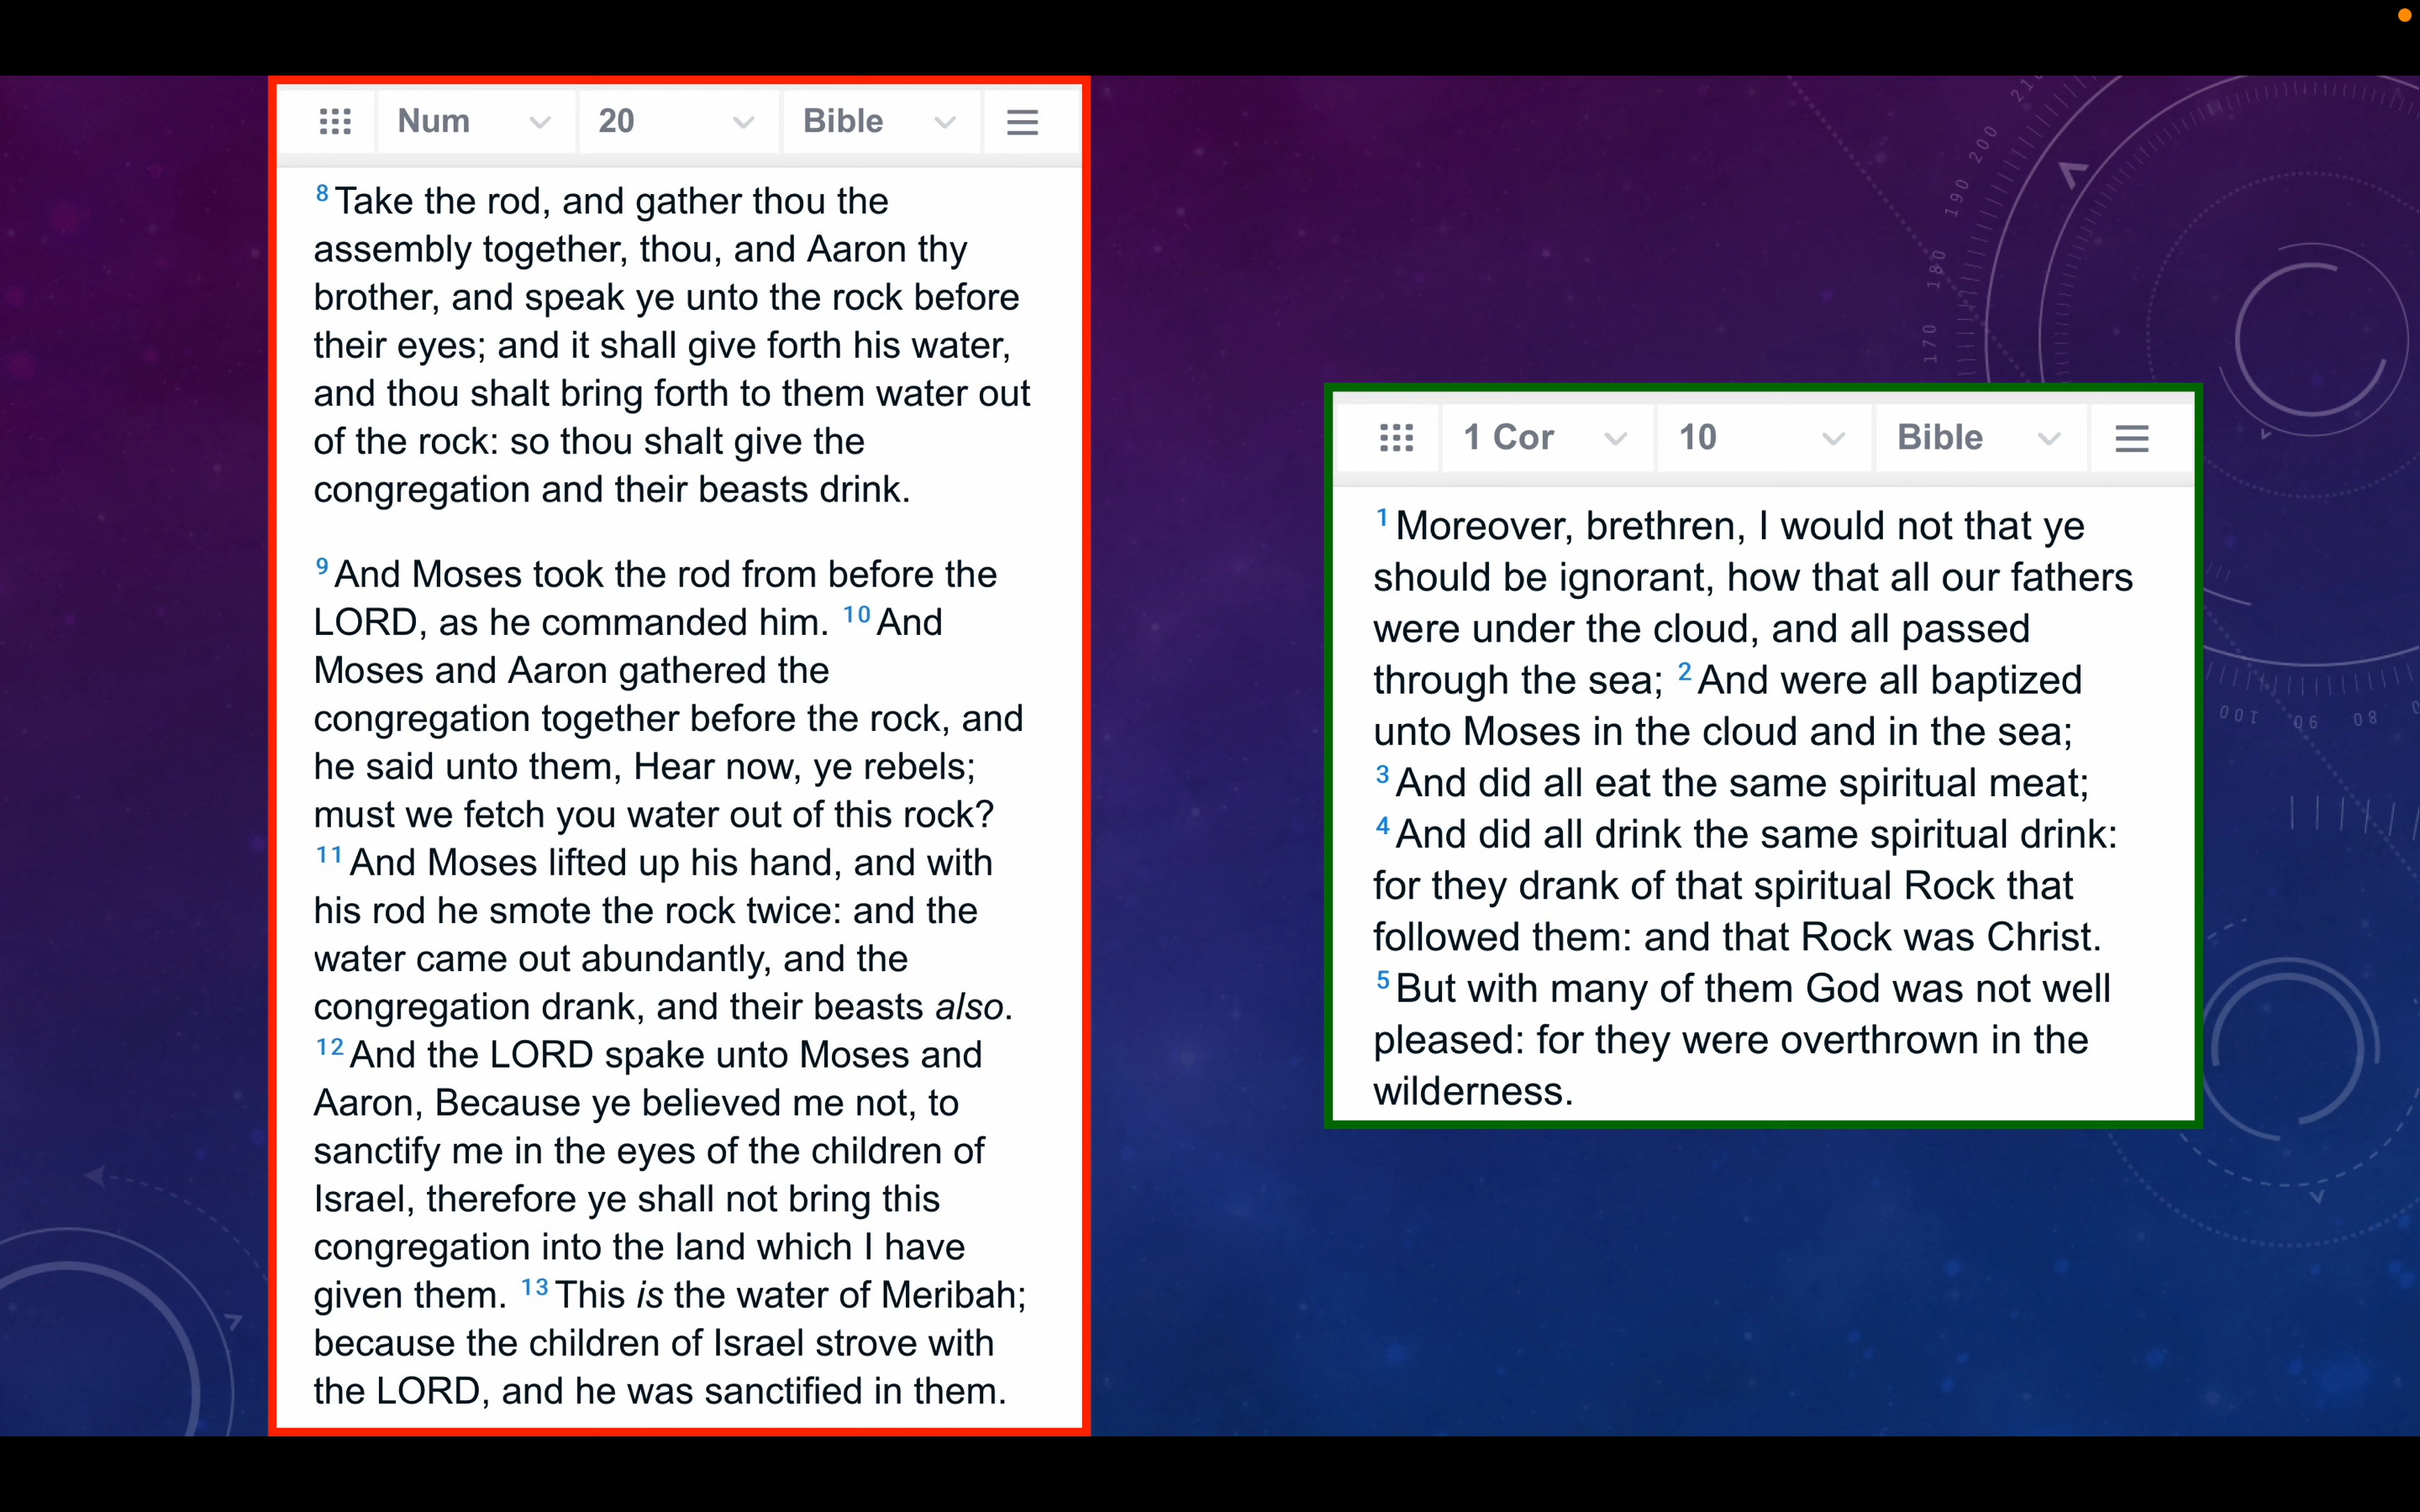 Num 20 Bible
8 Take the rod, and gather thou the
assembly together, thou, and Aaron thy
brother, and speak ye unto the rock before
their eyes; and it shall give forth his water,
and thou shalt bring forth to them water out
of the rock: so thou shalt give the
congregation and their beasts drink.
9 And Moses took the rod from before the
LORD, as he commanded him. 10 And
Moses and Aaron gathered the
congregation together before the rock, and
he said unto them, Hear now, ye rebels;
must we fetch you water out of this rock?
11 And Moses lifted up his hand, and with
his rod he smote the rock twice: and the
water came out abundantly, and the
congregation drank, and their beasts also.
12 And the LORD spake unto Moses and
Aaron, Because ye believed me not, to
sanctify me in the eyes of the children of
Israel, therefore ye shall not bring this
congregation into the land which I have
given them. 13 This is the water of Meribah;
because the children of Israel strove with
the LORD, and he was sanctified in them.
1 Cor 10 Bible
1 Moreover, brethren, I would not that ye
should be ignorant, how that all our fathers
were under the cloud, and all passed
through the sea; 2 And were all baptized
unto Moses in the cloud and in the sea;
3 And did all eat the same spiritual meat;
4 And did all drink the same spiritual drink:
for they drank of that spiritual Rock that
followed them: and that Rock was Christ.
5 But with many of them God was not well
pleased: for they were overthrown in the
wilderness.
200
190
180
170
100
90
80